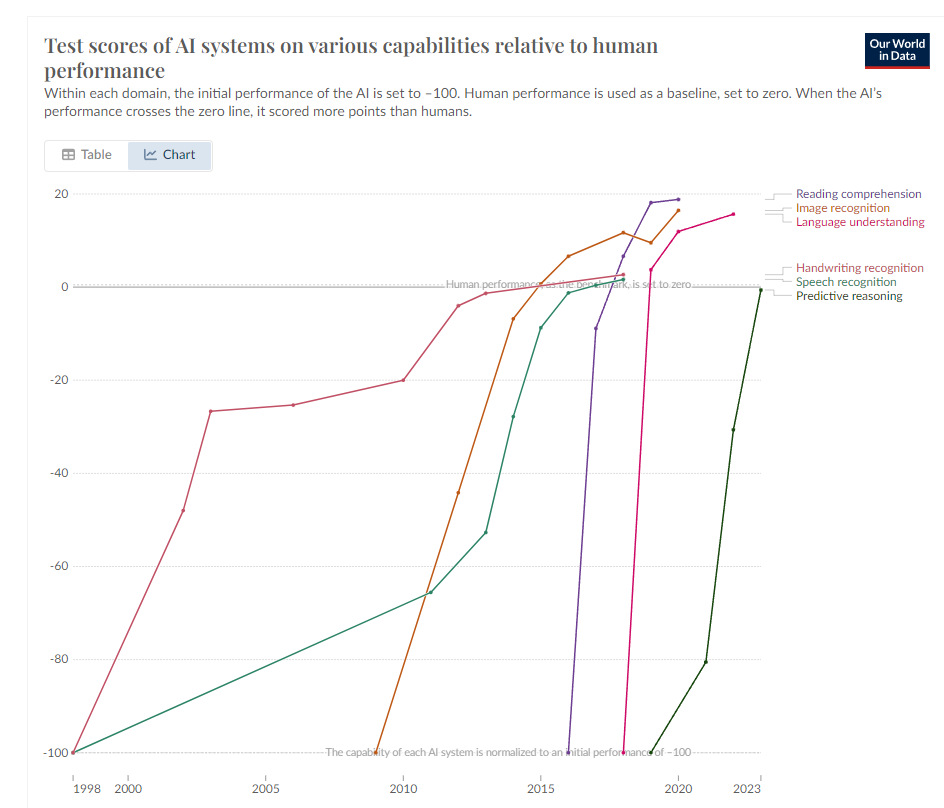 Test scores of AI systems on various capabilities relative to human
performance
Our World
in Data
Within each domain, the initial performance of the AI is set to −100. Human performance is used as a baseline, set to zero. When the AI's
performance crosses the zero line, it scored more points than humans.
Table
Chart
20
Reading comprehension
Image recognition
Language understanding
Handwriting recognition
Speech recognition
Predictive reasoning
0
Human performance, as the benchmark, is set to zero
-20
-40
-60
-80
-100
The capability of each AI system is normalized to an initial performance of −100
1998 2000 2005 2010 2015 2020 2023